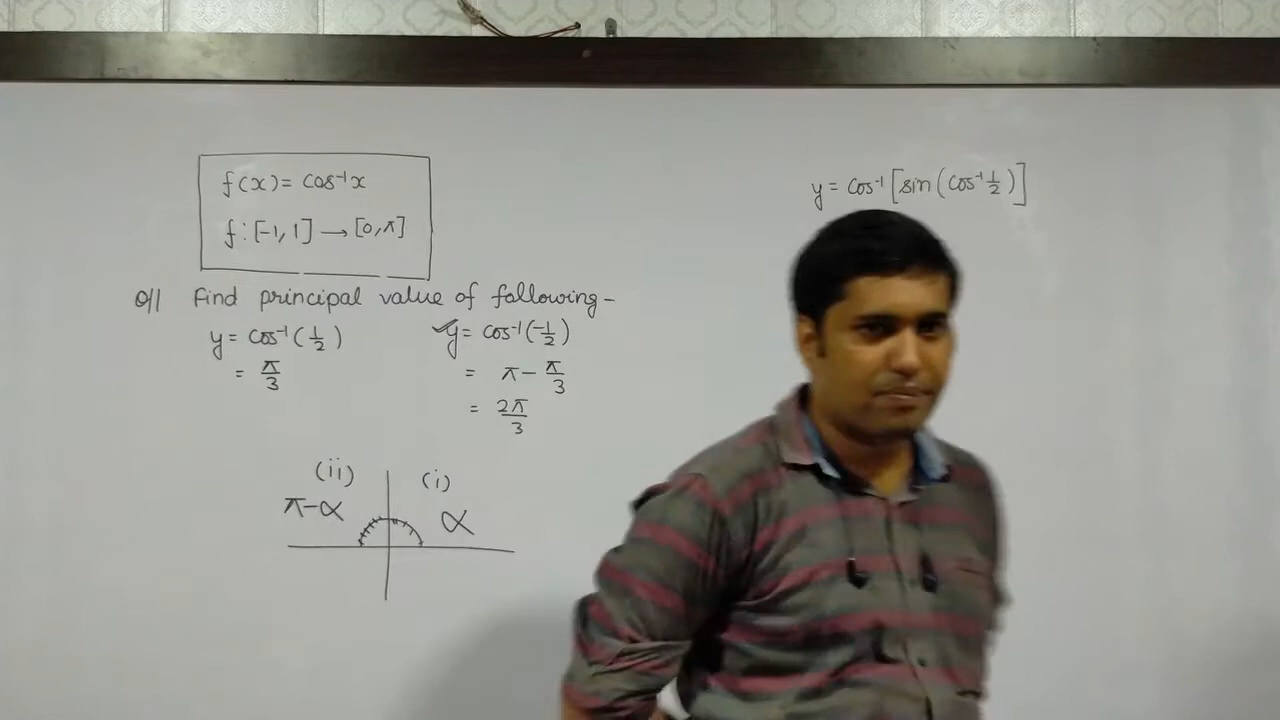 f(x) = cos⁻¹x
f : [-1, 1] → [0, π]
Q/1 Find principal value of following-
y = cos⁻¹(1/2)
= π/3
y = cos⁻¹(-1/2)
= π - π/3
= 2π/3
(ii) (i)
π-α α
y = cos⁻¹[sin(cos⁻¹ 1/2)]